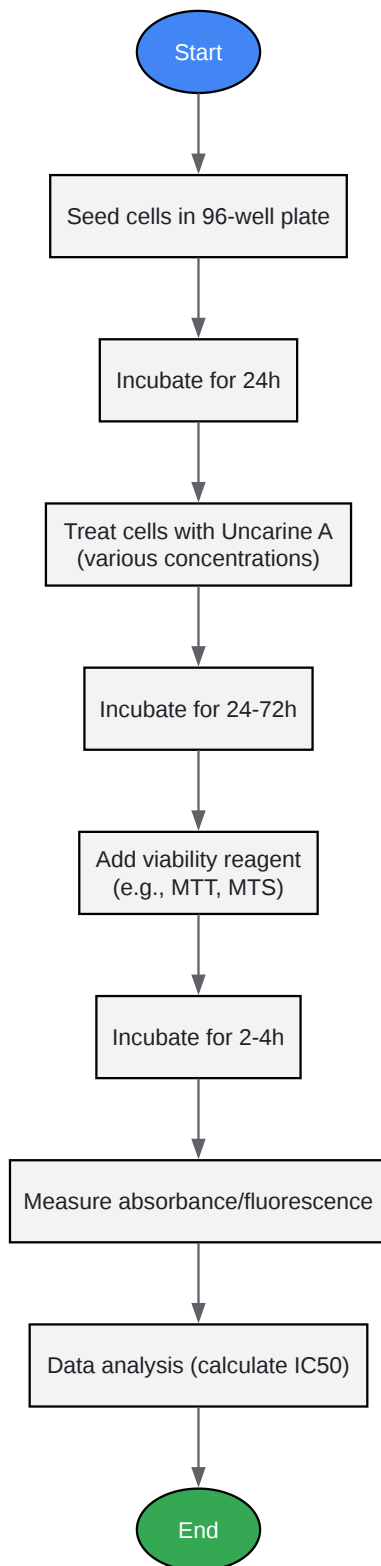 Start
Seed cells in 96-well plate
Incubate for 24h
Treat cells with Uncarine A
(various concentrations)
Incubate for 24-72h
Add viability reagent
(e.g., MTT, MTS)
Incubate for 2-4h
Measure absorbance/fluorescence
Data analysis (calculate IC50)
End